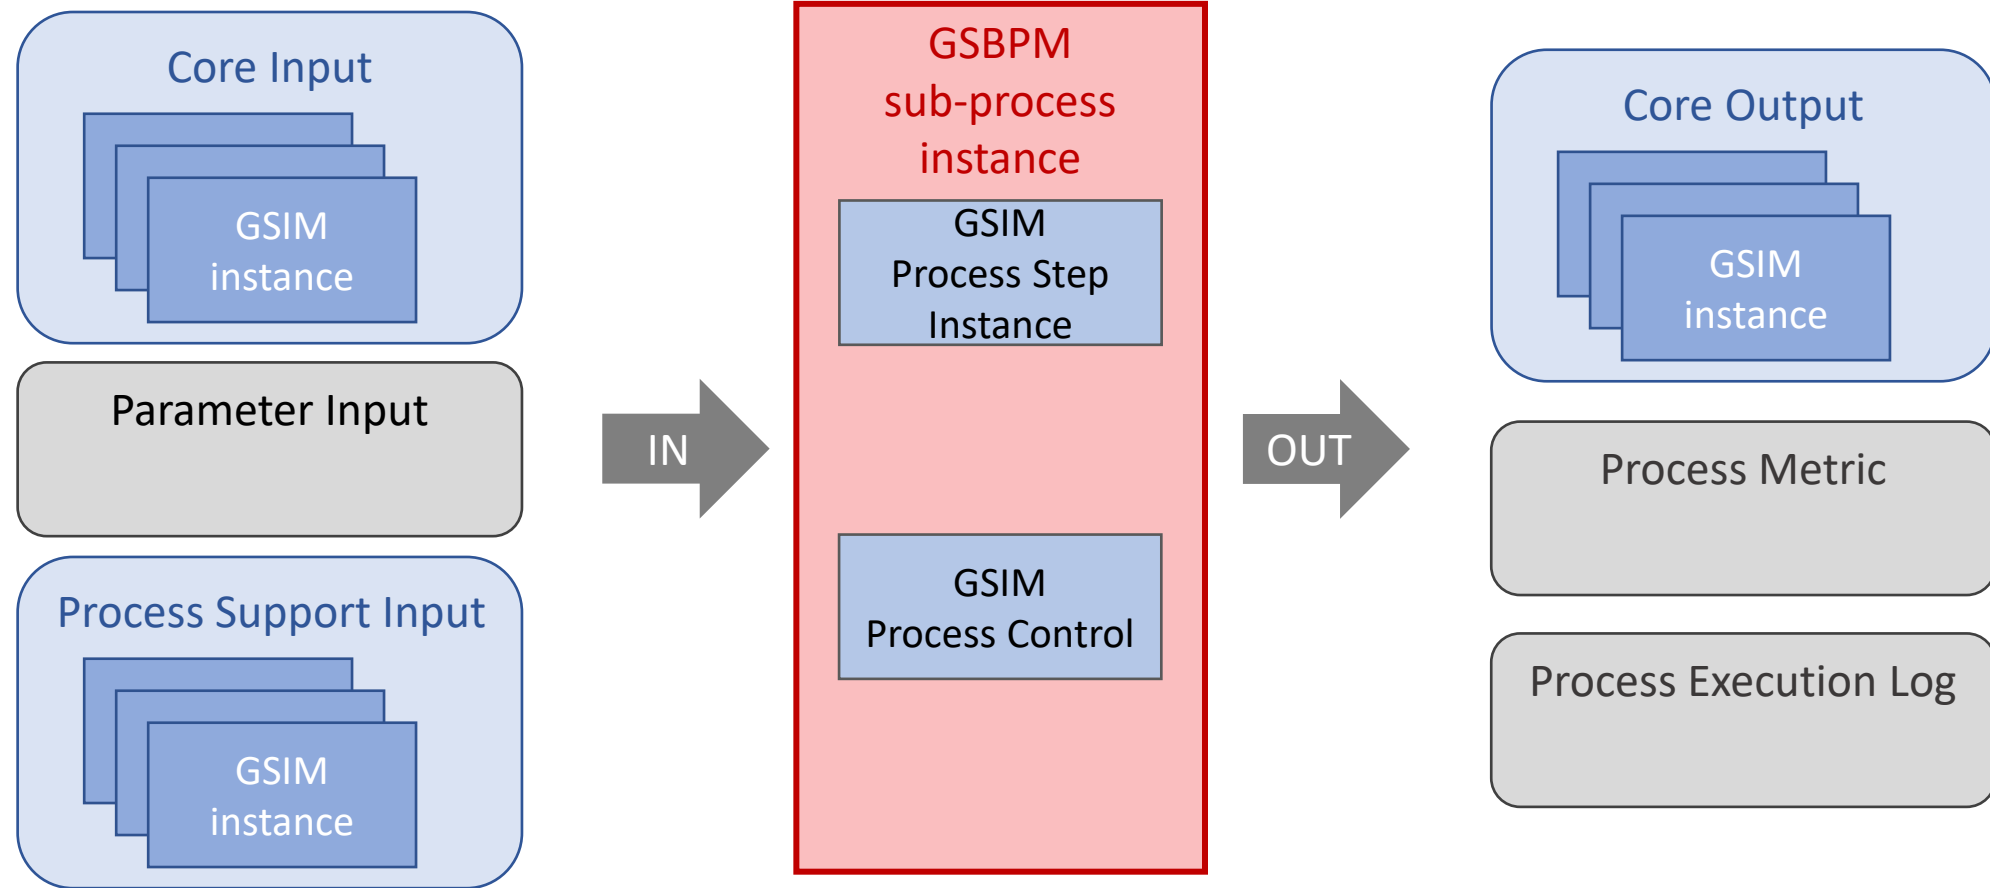 Core Input
GSIM
instance
Parameter Input
Process Support Input
GSIM
instance
IN
GSBPM
sub-process
instance
GSIM
Process Step
Instance
GSIM
Process Control
OUT
Core Output
GSIM
instance
Process Metric
Process Execution Log